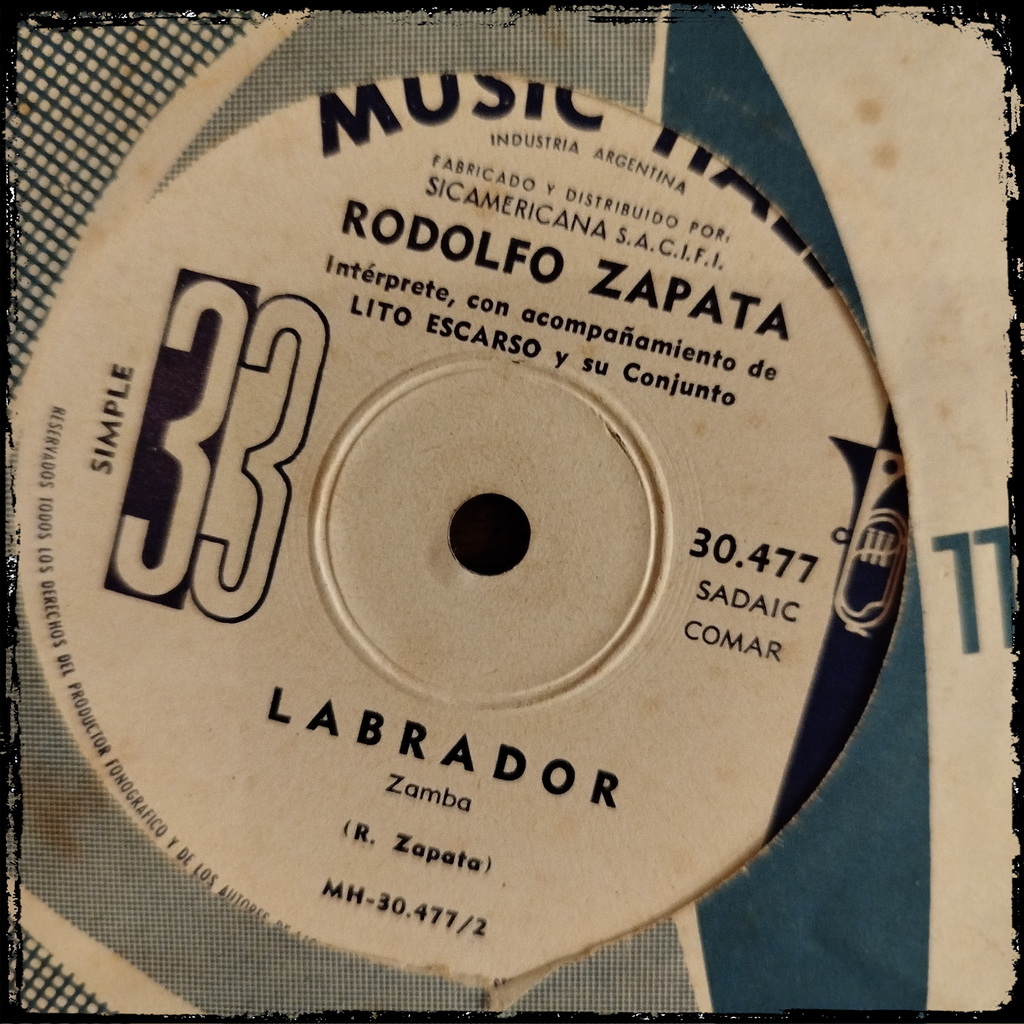 MUSIC HALL
INDUSTRIA ARGENTINA
FABRICADO Y DISTRIBUIDO POR:
SICAMERICANA S.A.C.I.F.I.
RODOLFO ZAPATA
Intérprete, con acompañamiento de
LITO ESCARSO y su Conjunto
SIMPLE
33
30.477
SADAIC
COMAR
11
LABRADOR
Zamba
(R. Zapata)
MH-30.477/2
RESERVADOS TODOS LOS DERECHOS DEL PRODUCTOR FONOGRAFICO Y DE LOS AUTORES